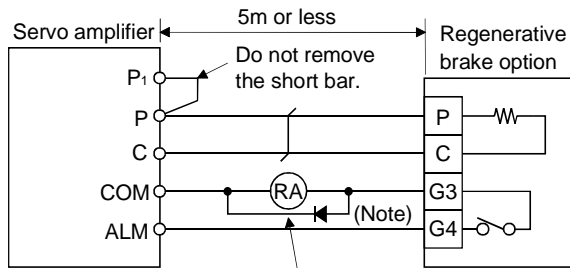 5m or less
Servo amplifier
Regenerative
brake option
Do not remove
the short bar.
P1
P
P
C
C
COM
RA
G3
(Note)
ALM
G4